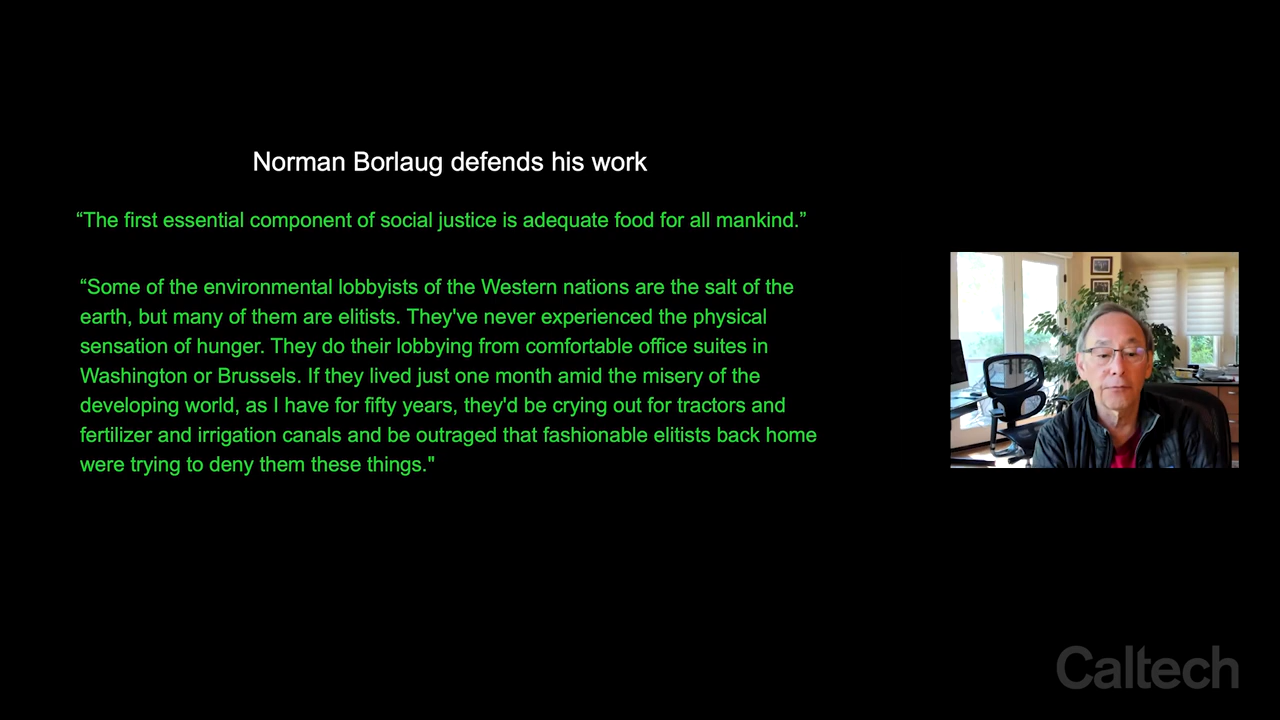 Norman Borlaug defends his work
“The first essential component of social justice is adequate food for all mankind.”
“Some of the environmental lobbyists of the Western nations are the salt of the
earth, but many of them are elitists. They've never experienced the physical
sensation of hunger. They do their lobbying from comfortable office suites in
Washington or Brussels. If they lived just one month amid the misery of the
developing world, as I have for fifty years, they'd be crying out for tractors and
fertilizer and irrigation canals and be outraged that fashionable elitists back home
were trying to deny them these things."
Caltech